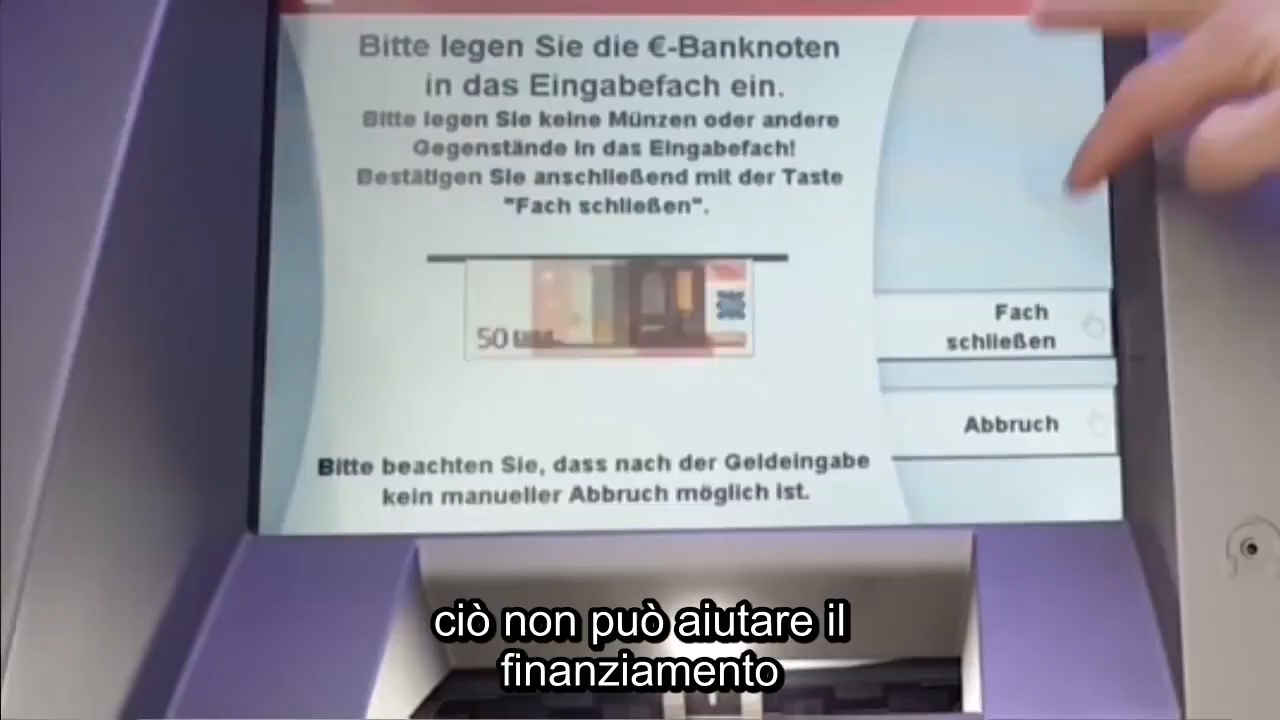 Bitte legen Sie die €-Banknoten
in das Eingabefach ein.
Bitte legen Sie keine Münzen oder andere
Gegenstände in das Eingabefach!
Bestätigen Sie anschließend mit der Taste
"Fach schließen".
50
Fach
schließen
Abbruch
Bitte beachten Sie, dass nach der Geldeingabe
kein manueller Abbruch möglich ist.
ciò non può aiutare il
finanziamento